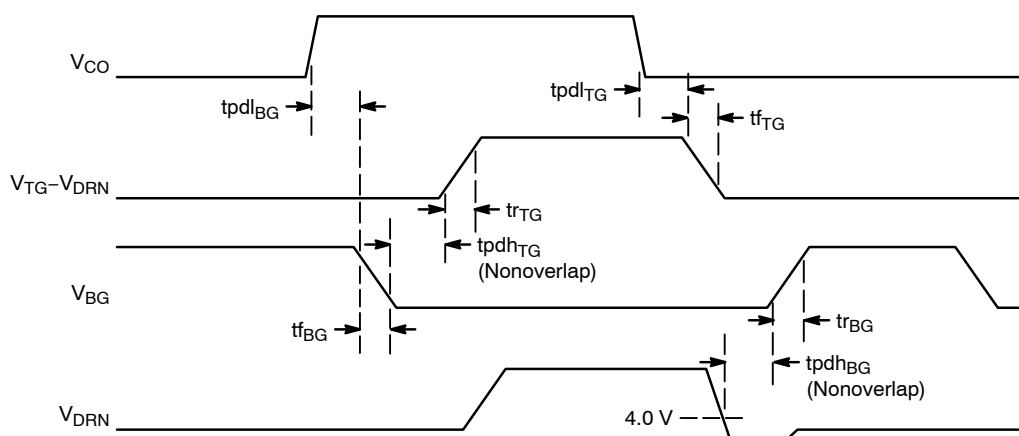 VCO
tpdlBG
tpdlTG
tfTG
VTG–VDRN
trTG
tpdhTG
(Nonoverlap)
VBG
tfBG
trBG
tpdhBG
(Nonoverlap)
4.0 V
VDRN